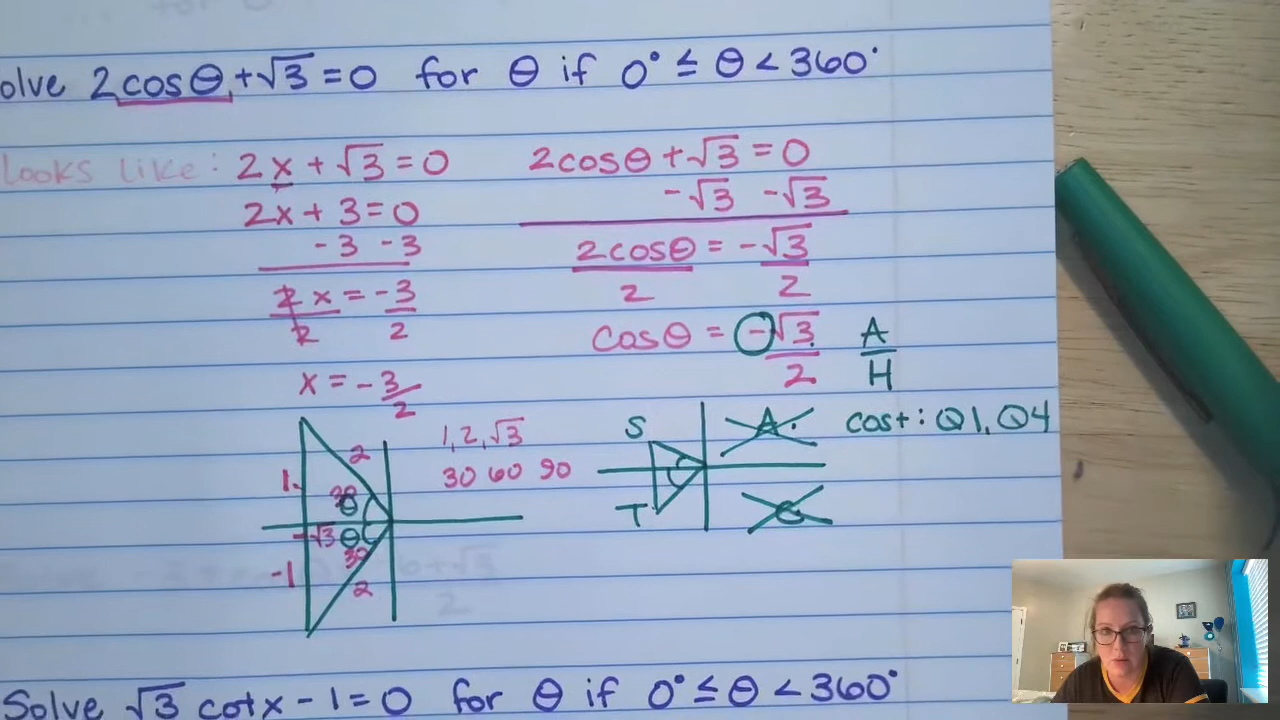 olve 2cosθ+√3=0 for θ if 0°≤θ<360°
Looks like: 2x+√3=0
2x+3=0
-3 -3
2x=-3
2 2
x=-3/2
2cosθ+√3=0
-√3 -√3
2cosθ=-√3
2 2
cosθ=-√3 A
2 H
1, 2, √3
30 60 90
2
1
30
θ
-√3 θ
30
-1 2
S A cos+: Q1, Q4
T C
Solve √3 cotx-1=0 for θ if 0°≤θ<360°